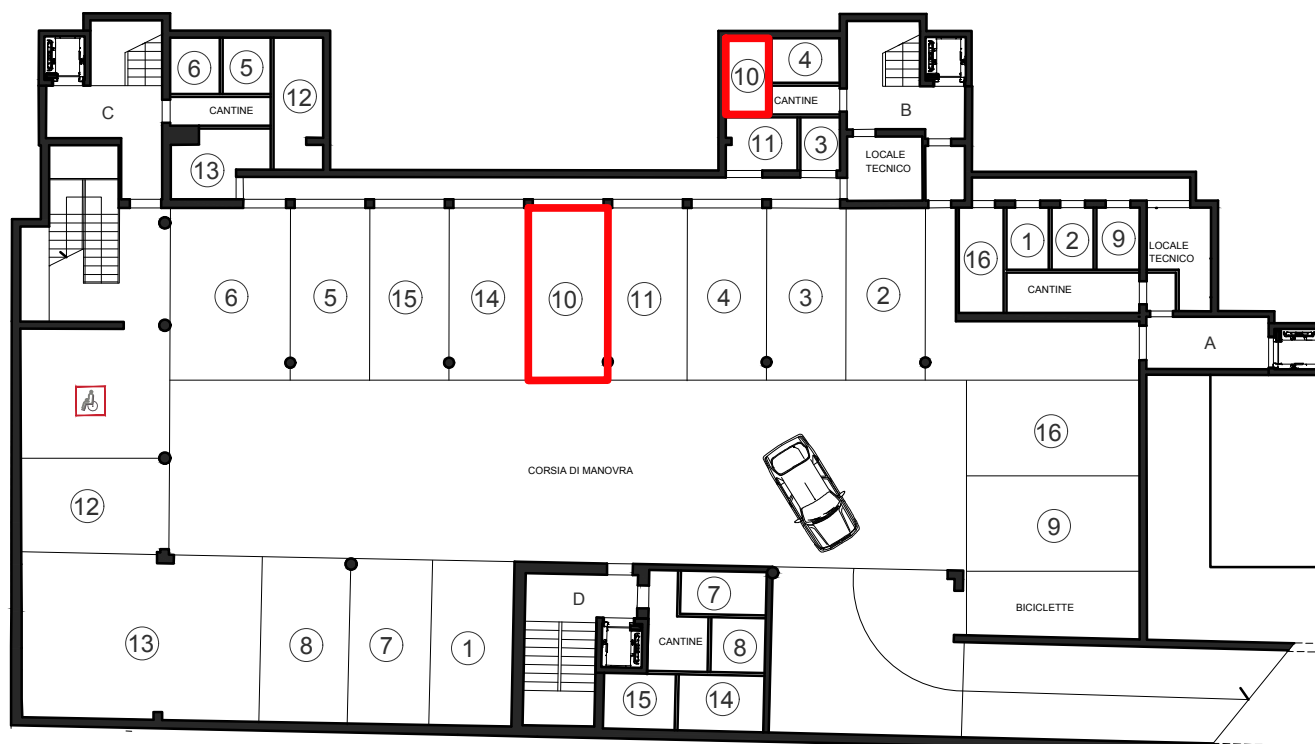 6
5
12
C
CANTINE
13
10
4
CANTINE
B
11
3
LOCALE
TECNICO
16
1
2
9
LOCALE
TECNICO
CANTINE
A
6
5
15
14
10
11
4
3
2
16
CORSIA DI MANOVRA
12
9
BICICLETTE
13
8
7
1
D
7
CANTINE
8
15
14